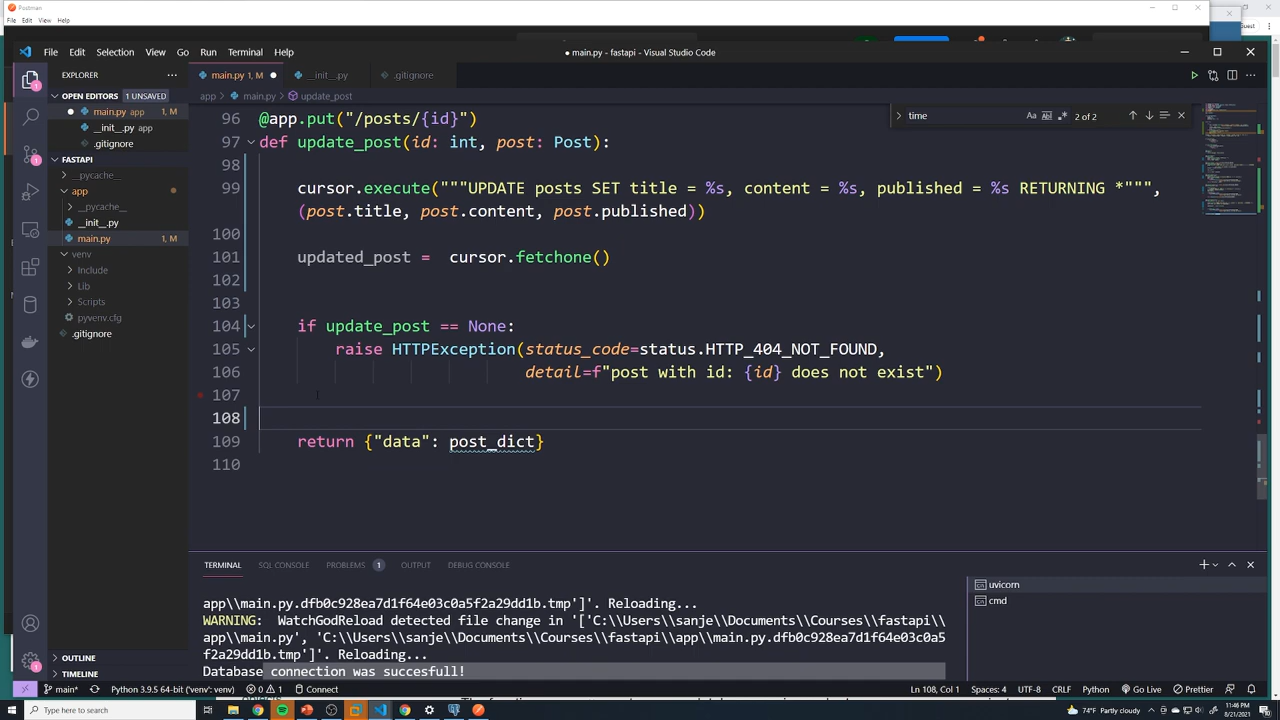 Postman
File Edit View Help
Guest
File Edit Selection View Go Run Terminal Help
● main.py - fastapi - Visual Studio Code
EXPLORER
main.py 1, M
__init__.py
.gitignore
OPEN EDITORS 1 UNSAVED
app > main.py > update_post
main.py app 1, M
__init__.py app
.gitignore
FASTAPI
__pycache__
app
__pycache__
__init__.py
main.py 1, M
venv
Include
Lib
Scripts
pyvenv.cfg
.gitignore
OUTLINE
TIMELINE
time
Aa
2 of 2
96 @app.put("/posts/{id}")
97 def update_post(id: int, post: Post):
98
99 cursor.execute("""UPDATE posts SET title = %s, content = %s, published = %s RETURNING *""",
(post.title, post.content, post.published))
100
101 updated_post = cursor.fetchone()
102
103
104 if update_post == None:
105 raise HTTPException(status_code=status.HTTP_404_NOT_FOUND,
106 detail=f"post with id: {id} does not exist")
107
108
109 return {"data": post_dict}
110
TERMINAL SQL CONSOLE PROBLEMS 1 OUTPUT DEBUG CONSOLE
app\\main.py.dfb0c928ea7d1f64e03c0a5f2a29dd1b.tmp']'. Reloading...
WARNING: WatchGodReload detected file change in '['C:\\Users\\sanje\\Documents\\Courses\\fastapi\\
app\\main.py', 'C:\\Users\\sanje\\Documents\\Courses\\fastapi\\app\\main.py.dfb0c928ea7d1f64e03c0a5
f2a29dd1b.tmp']'. Reloading...
Database connection was succesfull!
uvicorn
cmd
main* Python 3.9.5 64-bit ('venv': venv) 0 1 Connect
Ln 108, Col 1 Spaces: 4 UTF-8 CRLF Python Go Live Prettier
Type here to search
74°F Partly cloudy
11:46 PM
8/21/2021